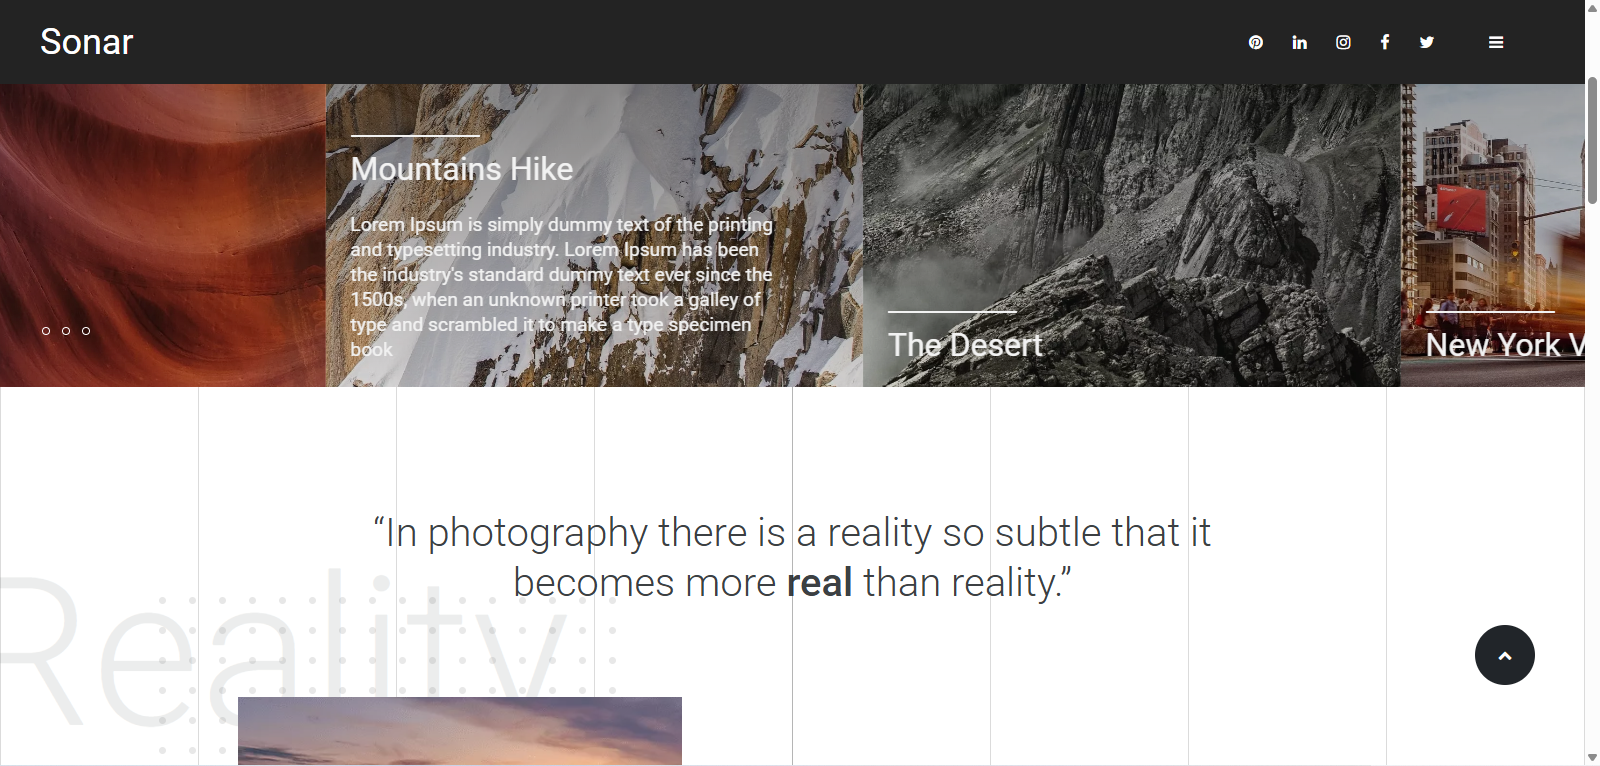 Sonar
Mountains Hike
Lorem Ipsum is simply dummy text of the printing
and typesetting industry. Lorem Ipsum has been
the industry's standard dummy text ever since the
1500s, when an unknown printer took a galley of
type and scrambled it to make a type specimen
book
The Desert
New York V
“In photography there is a reality so subtle that it
becomes more real than reality.”
Reality